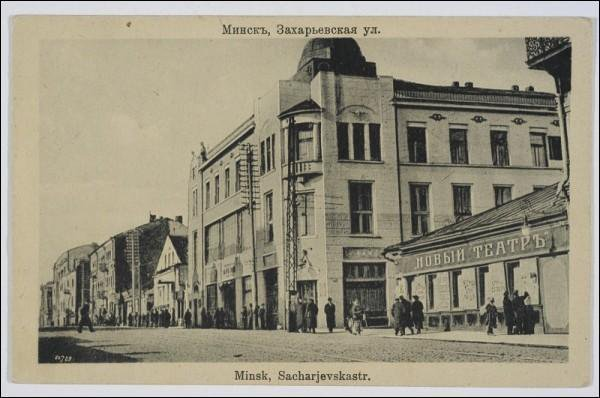 Минскъ, Захарьевская ул.
НОВЫЙ ТЕАТРЪ
Minsk, Sacharjevskastr.